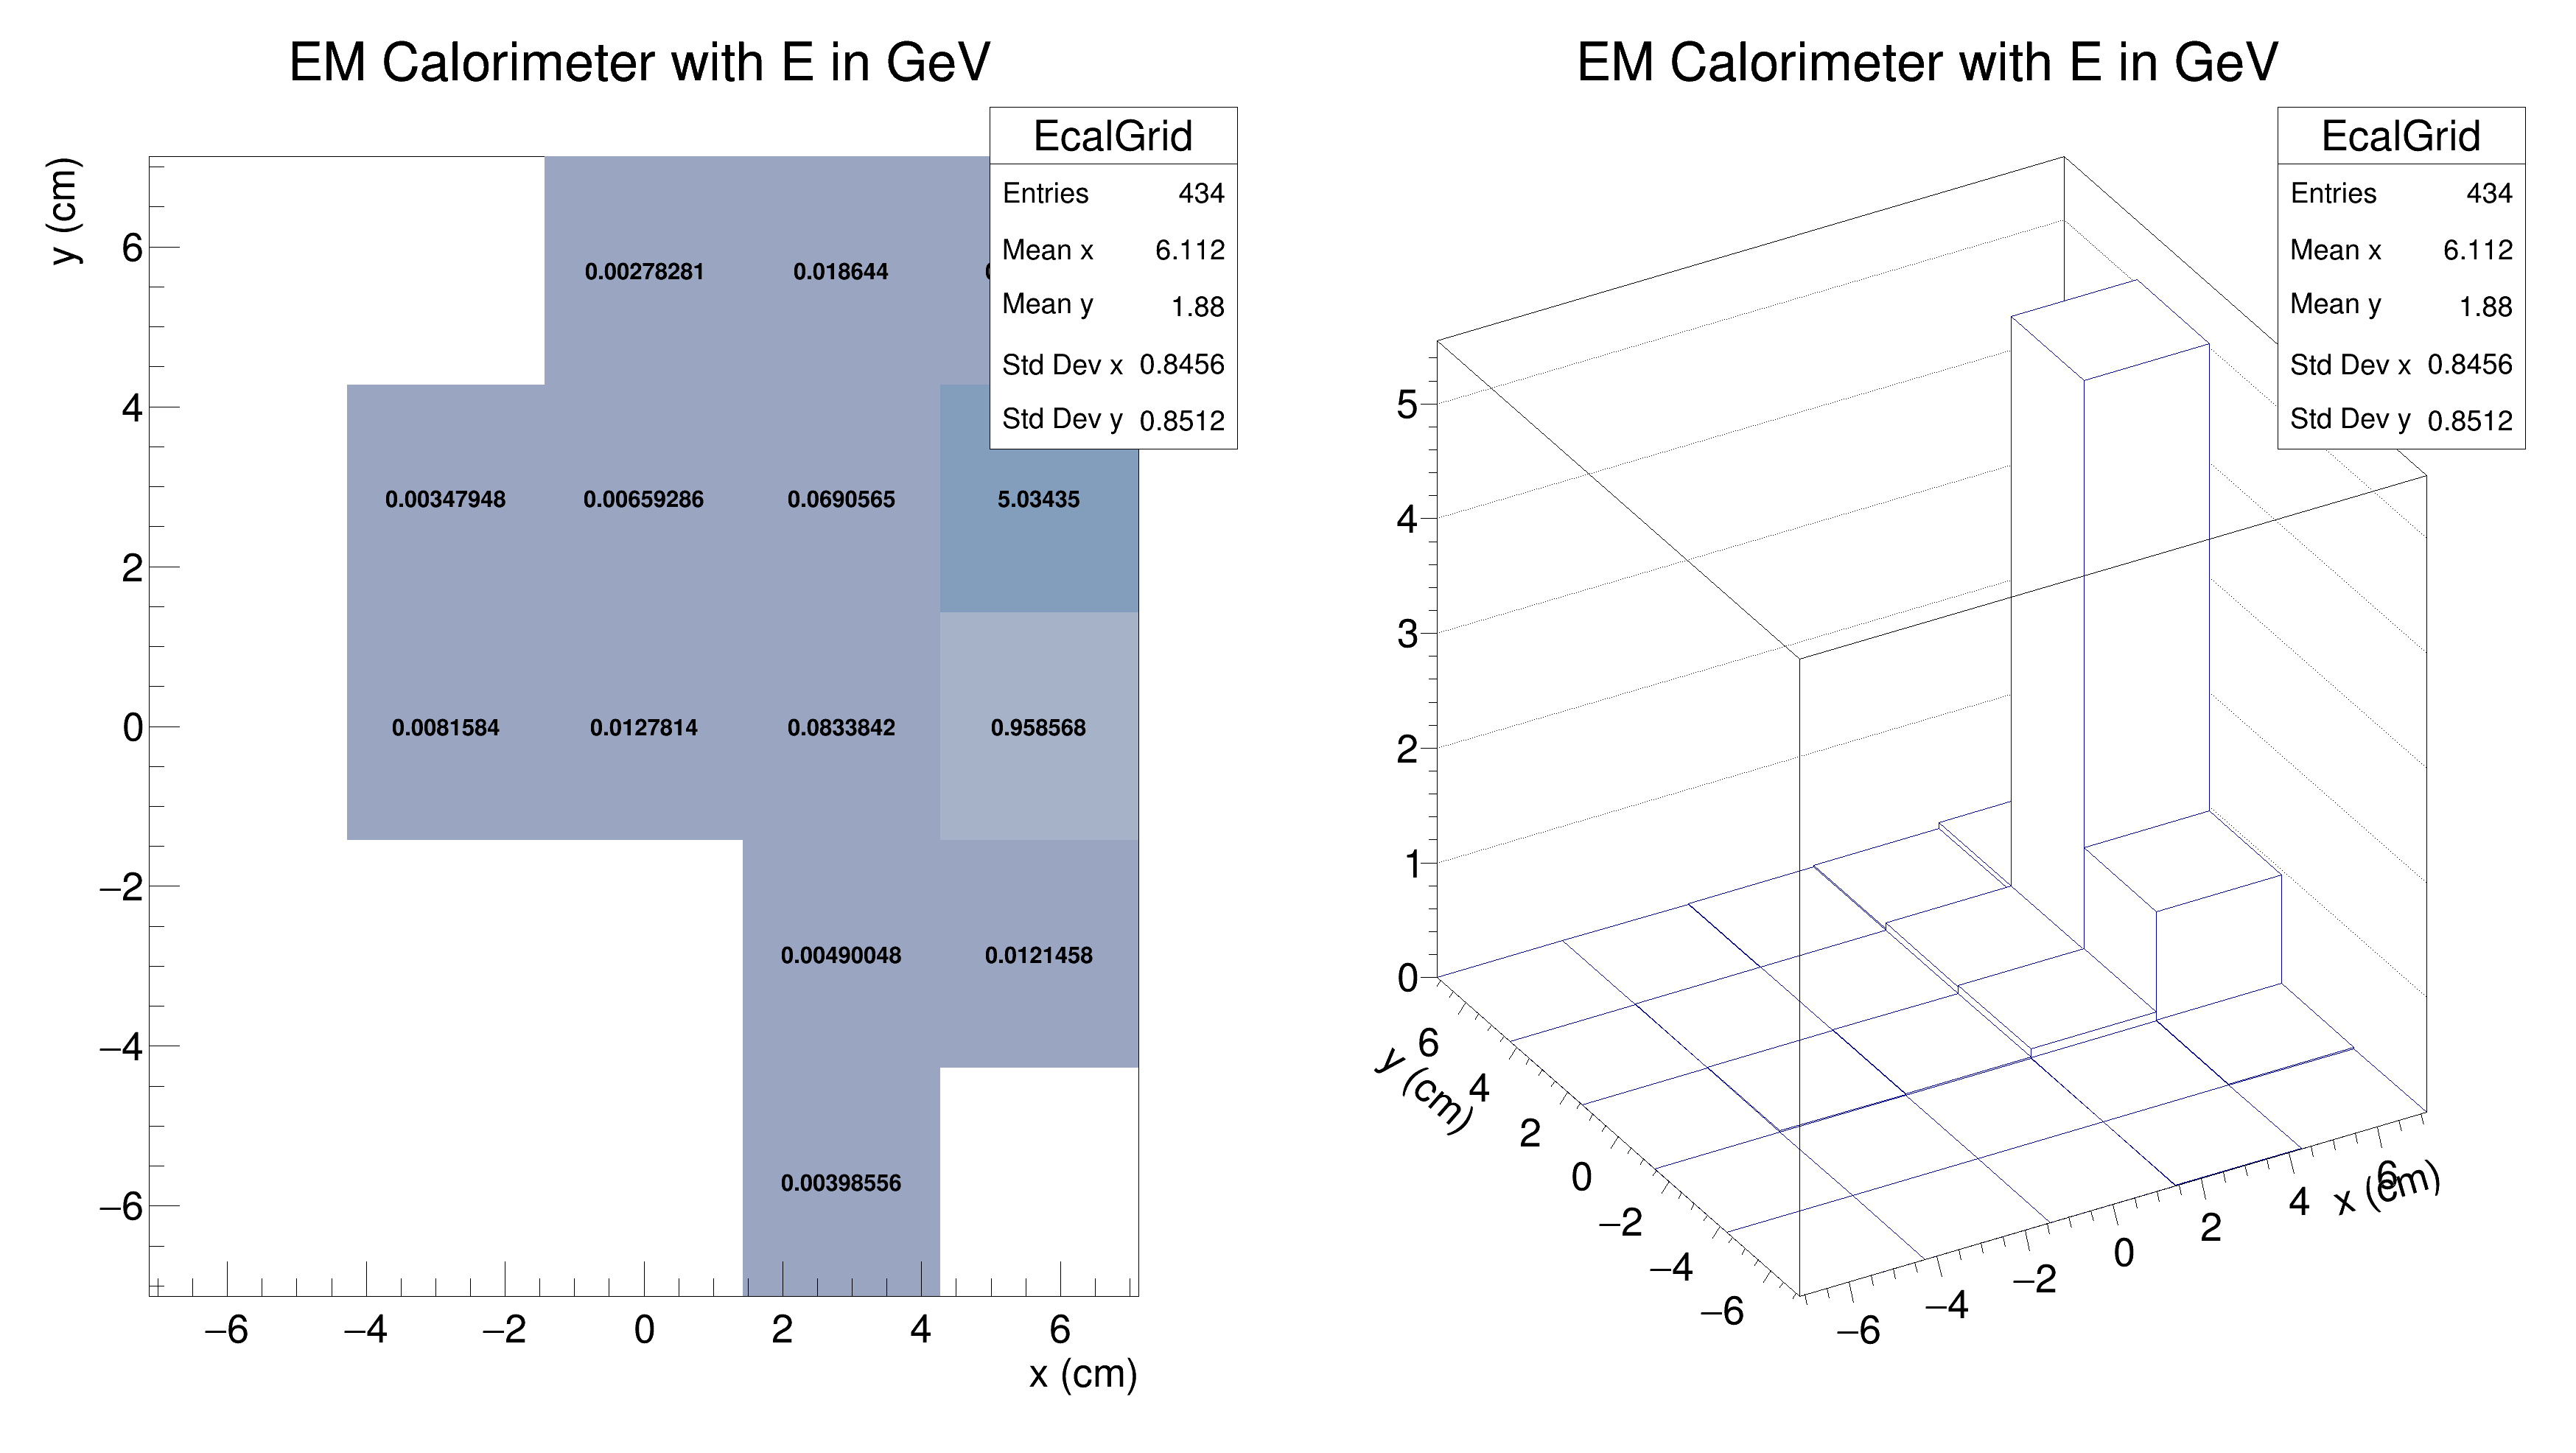 EM Calorimeter with E in GeV
EcalGrid
Entries 434
Mean x 6.112
Mean y 1.88
Std Dev x 0.8456
Std Dev y 0.8512
y (cm)
6
4
2
0
−2
−4
−6
0.00278281 0.018644
0.00347948 0.00659286 0.0690565 5.03435
0.0081584 0.0127814 0.0833842 0.958568
0.00490048 0.0121458
0.00398556
−6 −4 −2 0 2 4 6
x (cm)
EM Calorimeter with E in GeV
EcalGrid
Entries 434
Mean x 6.112
Mean y 1.88
Std Dev x 0.8456
Std Dev y 0.8512
5
4
3
2
1
0
y (cm)
6
4
2
0
−2
−4
−6
−6
−4
−2
0
2
4
6
x (cm)